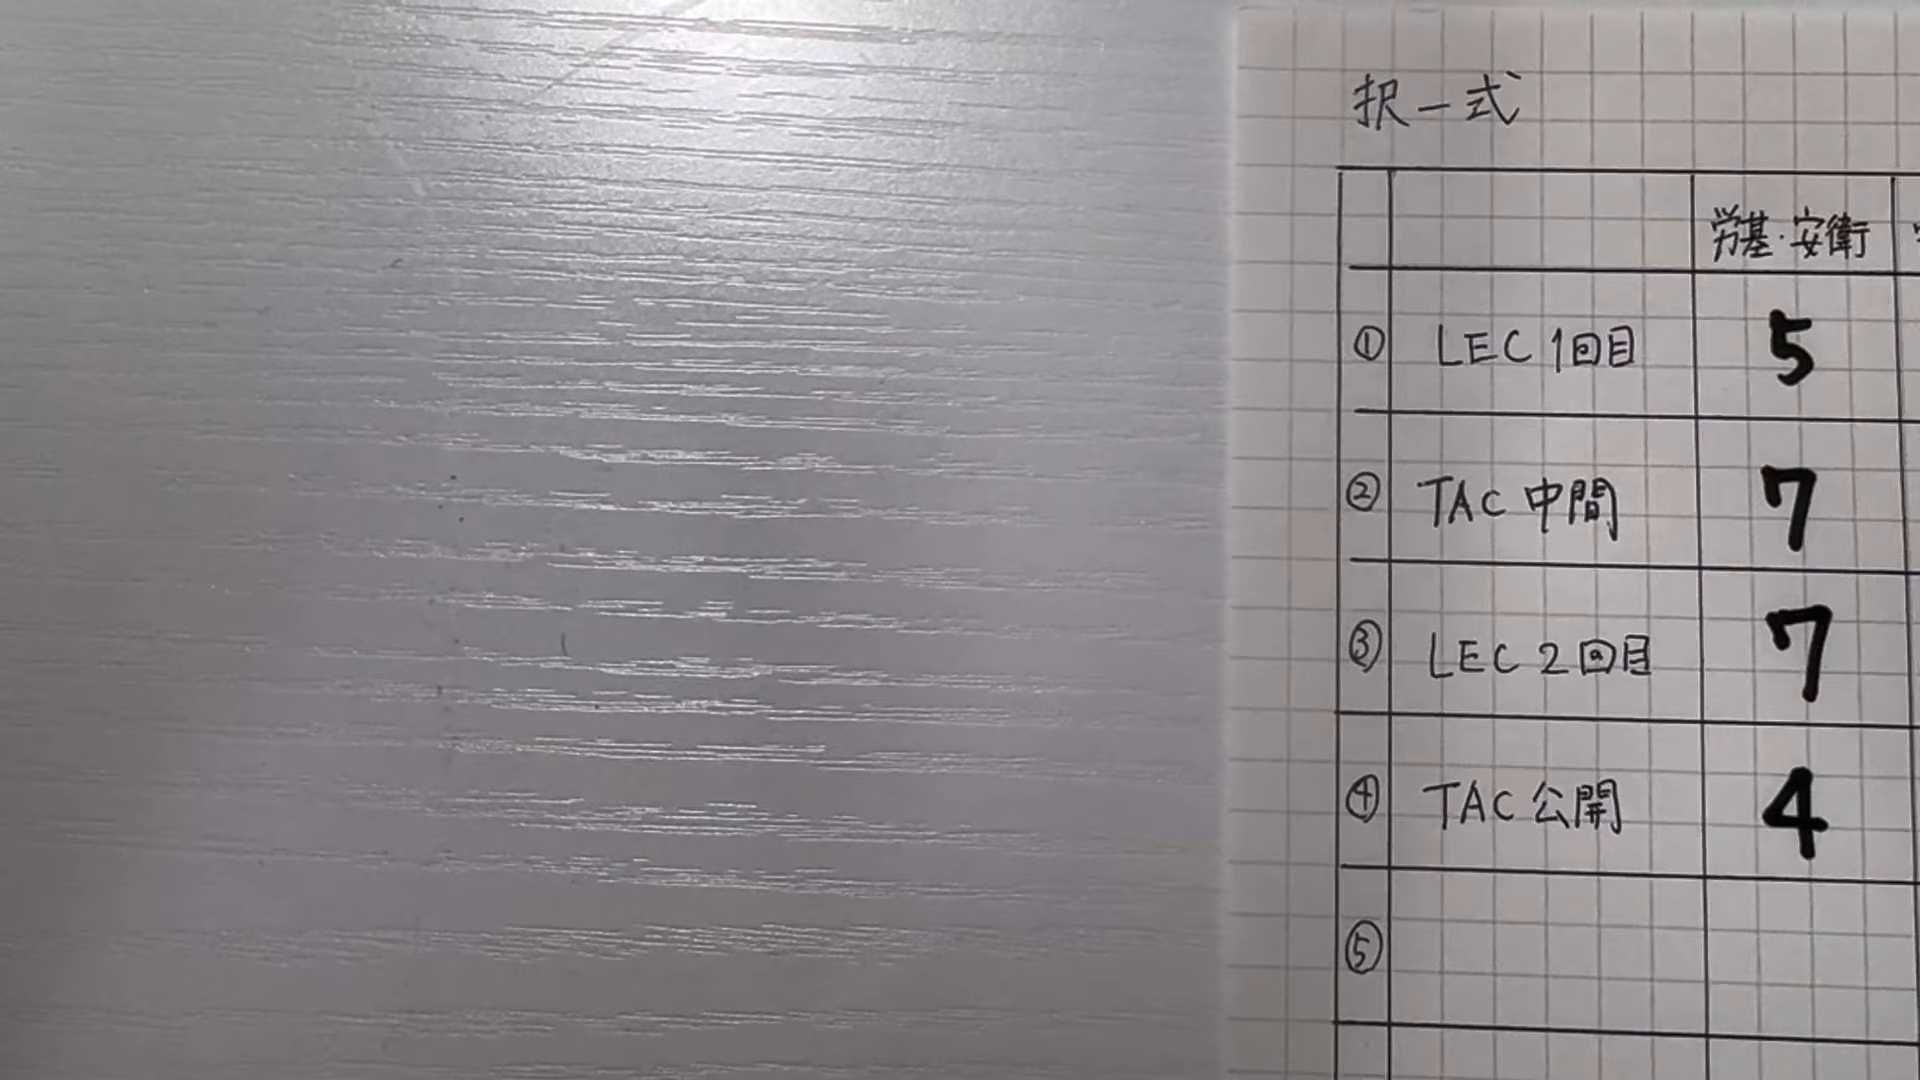 択一式
労基・安衛
① LEC 1回目 5
② TAC 中間 7
③ LEC 2回目 7
④ TAC 公開 4
⑤